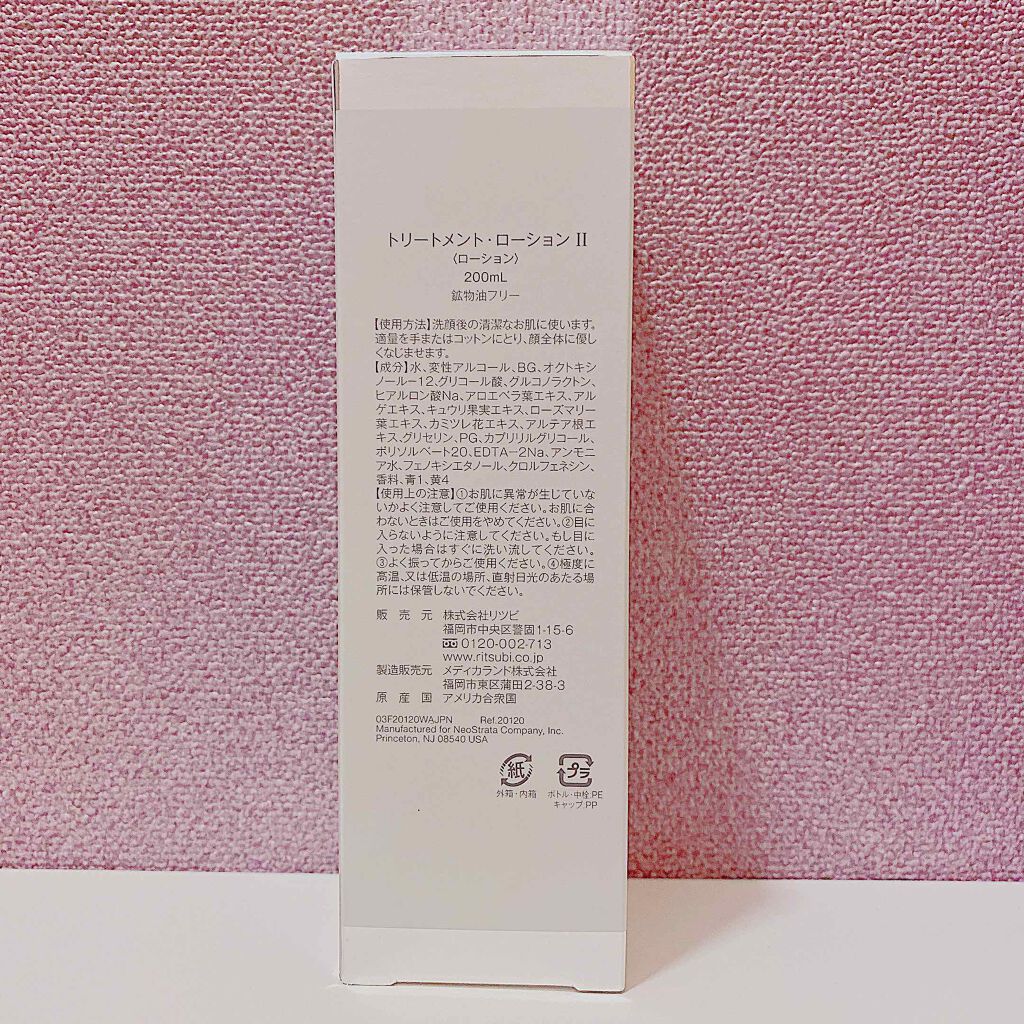 トリートメント・ローション II
〈ローション〉
200mL
鉱物油フリー
【使用方法】洗顔後の清潔なお肌に使います。
適量を手またはコットンにとり、顔全体に優し
くなじませます。
【成分】水、変性アルコール、BG、オクトキシ
ノール−12、グリコール酸、グルコノラクトン、
ヒアルロン酸Na、アロエベラ葉エキス、アル
ゲエキス、キュウリ果実エキス、ローズマリー
葉エキス、カミツレ花エキス、アルテア根エ
キス、グリセリン、PG、カプリリルグリコール、
ポリソルベート20、EDTA−2Na、アンモニ
ア水、フェノキシエタノール、クロルフェネシン、
香料、青1、黄4
【使用上の注意】①お肌に異常が生じていな
いかよく注意してご使用ください。お肌に合
わないときはご使用をやめてください。②目に
入らないように注意してください。もし目に
入った場合はすぐに洗い流してください。
③よく振ってからご使用ください。④極度に
高温、又は低温の場所、直射日光のあたる場
所には保管しないでください。
販売元 株式会社リツビ
福岡市中央区警固1-15-6
0120-002-713
www.ritsubi.co.jp
製造販売元 メディカランド株式会社
福岡市東区蒲田2-38-3
原産国 アメリカ合衆国
03F20120WAJPN Ref.20120
Manufactured for NeoStrata Company, Inc.
Princeton, NJ 08540 USA
紙 プラ
外箱・内箱 ボトル・中栓:PE
キャップ:PP